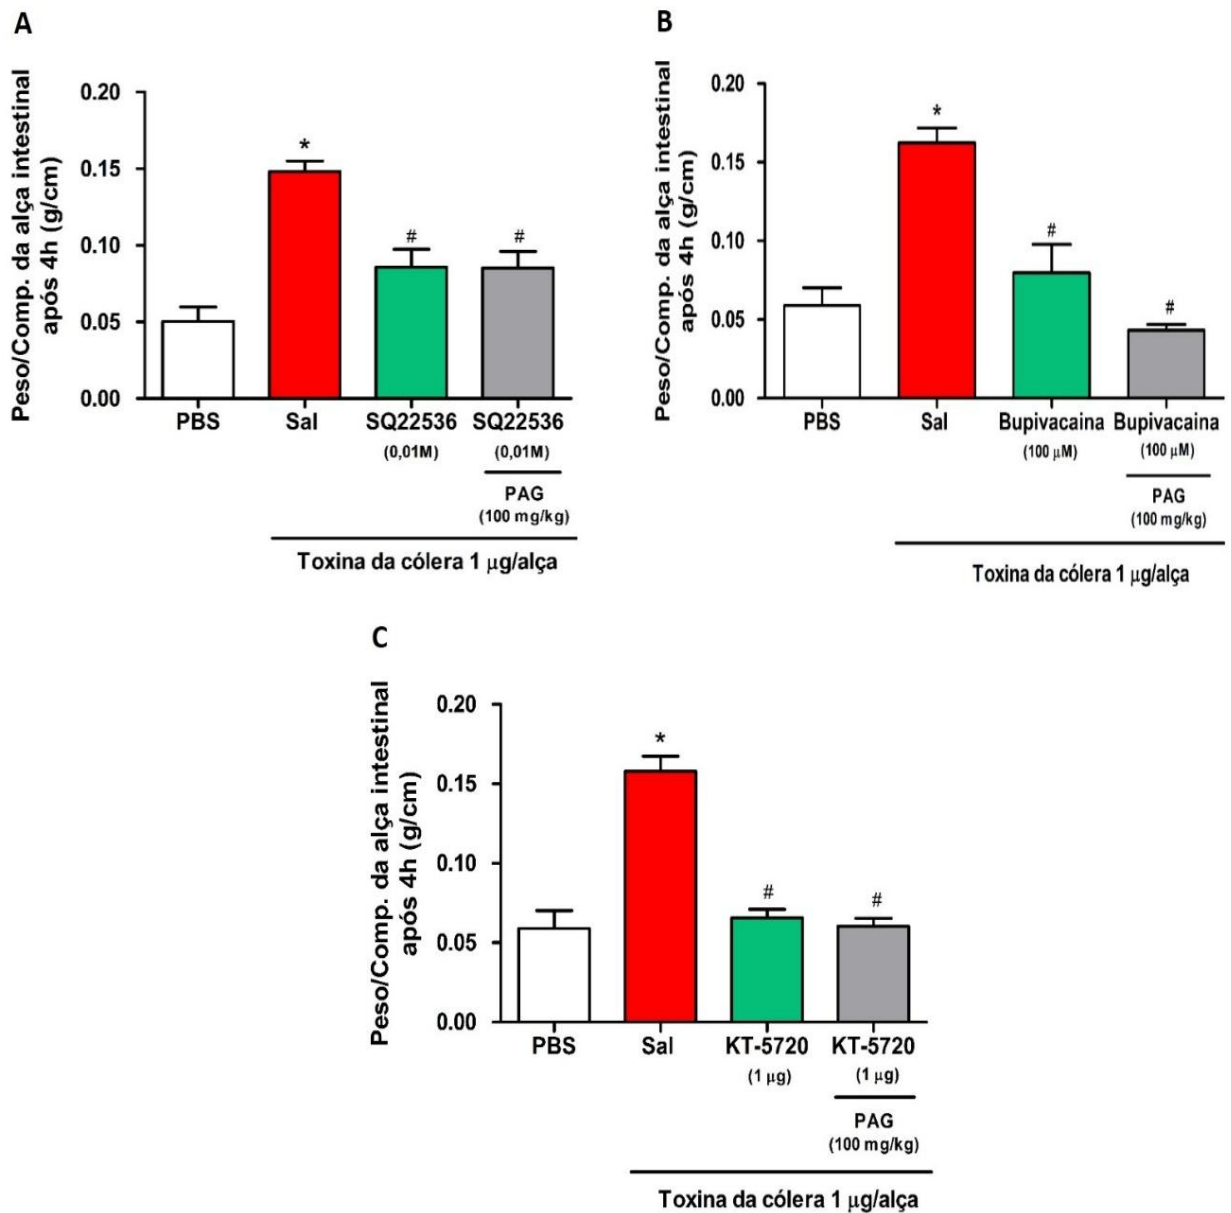 A
Peso/Comp. da alça intestinal
após 4h (g/cm)
0.20
0.15
0.10
0.05
0.00
*
#
#
PBS
Sal
SQ22536
(0,01M)
SQ22536
(0,01M)
PAG
(100 mg/kg)
Toxina da cólera 1 µg/alça
B
Peso/Comp. da alça intestinal
após 4h (g/cm)
0.20
0.15
0.10
0.05
0.00
*
#
#
PBS
Sal
Bupivacaina
(100 µM)
Bupivacaina
(100 µM)
PAG
(100 mg/kg)
Toxina da cólera 1 µg/alça
C
Peso/Comp. da alça intestinal
após 4h (g/cm)
0.20
0.15
0.10
0.05
0.00
*
#
#
PBS
Sal
KT-5720
(1 µg)
KT-5720
(1 µg)
PAG
(100 mg/kg)
Toxina da cólera 1 µg/alça